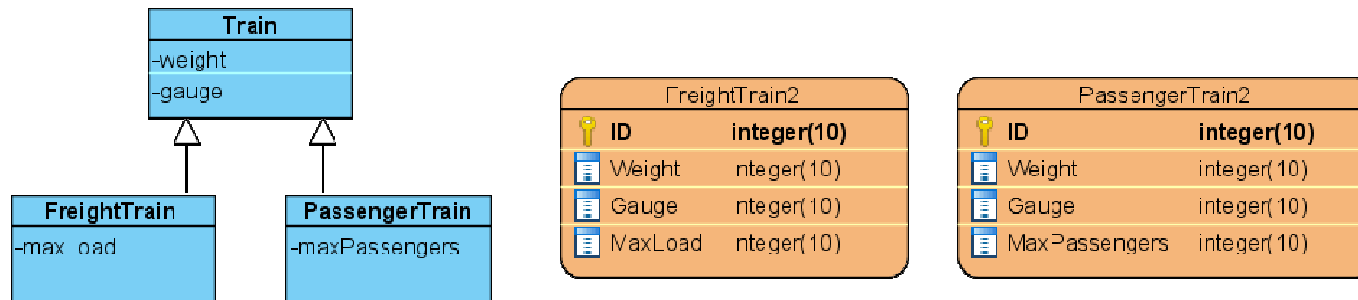 Train
-weight
-gauge
FreightTrain
-max_oad
PassengerTrain
-maxPassengers
FreightTrain2
ID integer(10)
Weight nteger(10)
Gauge nteger(10)
MaxLoad nteger(10)
PassengerTrain2
ID integer(10)
Weight integer(10)
Gauge integer(10)
MaxPassengers integer(10)